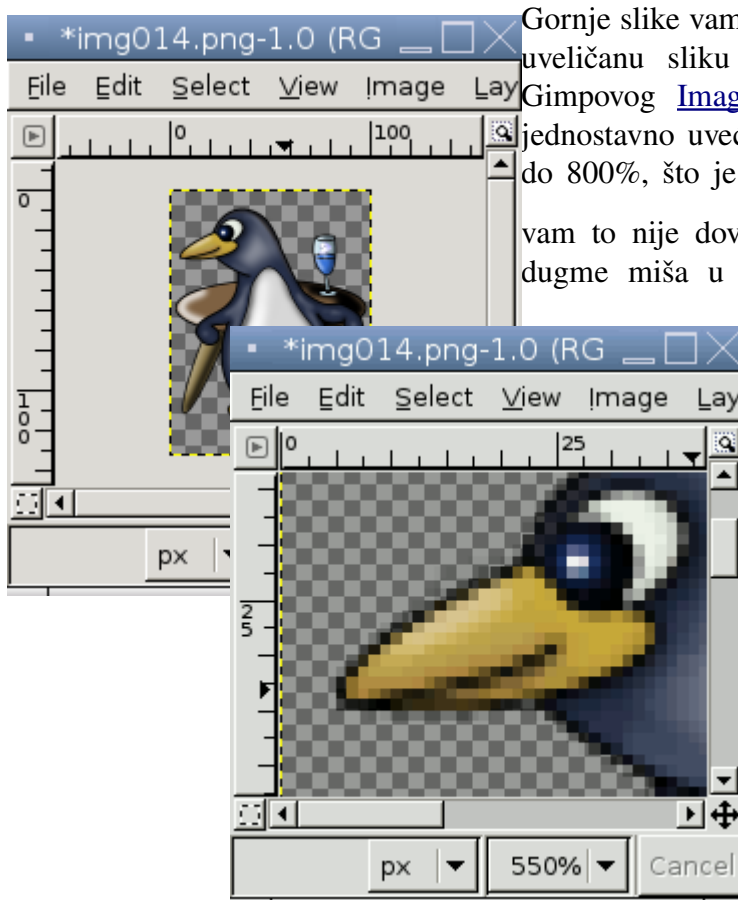 *img014.png-1.0 (RG
File Edit Select View Image Lay
0 100
0
100
px
Gornje slike vam
uveličanu sliku
Gimpovog Imag
jednostavno uveć
do 800%, što je
vam to nije dov
dugme miša u
*img014.png-1.0 (RG
File Edit Select View Image Lay
0 25
25
px 550% Cancel